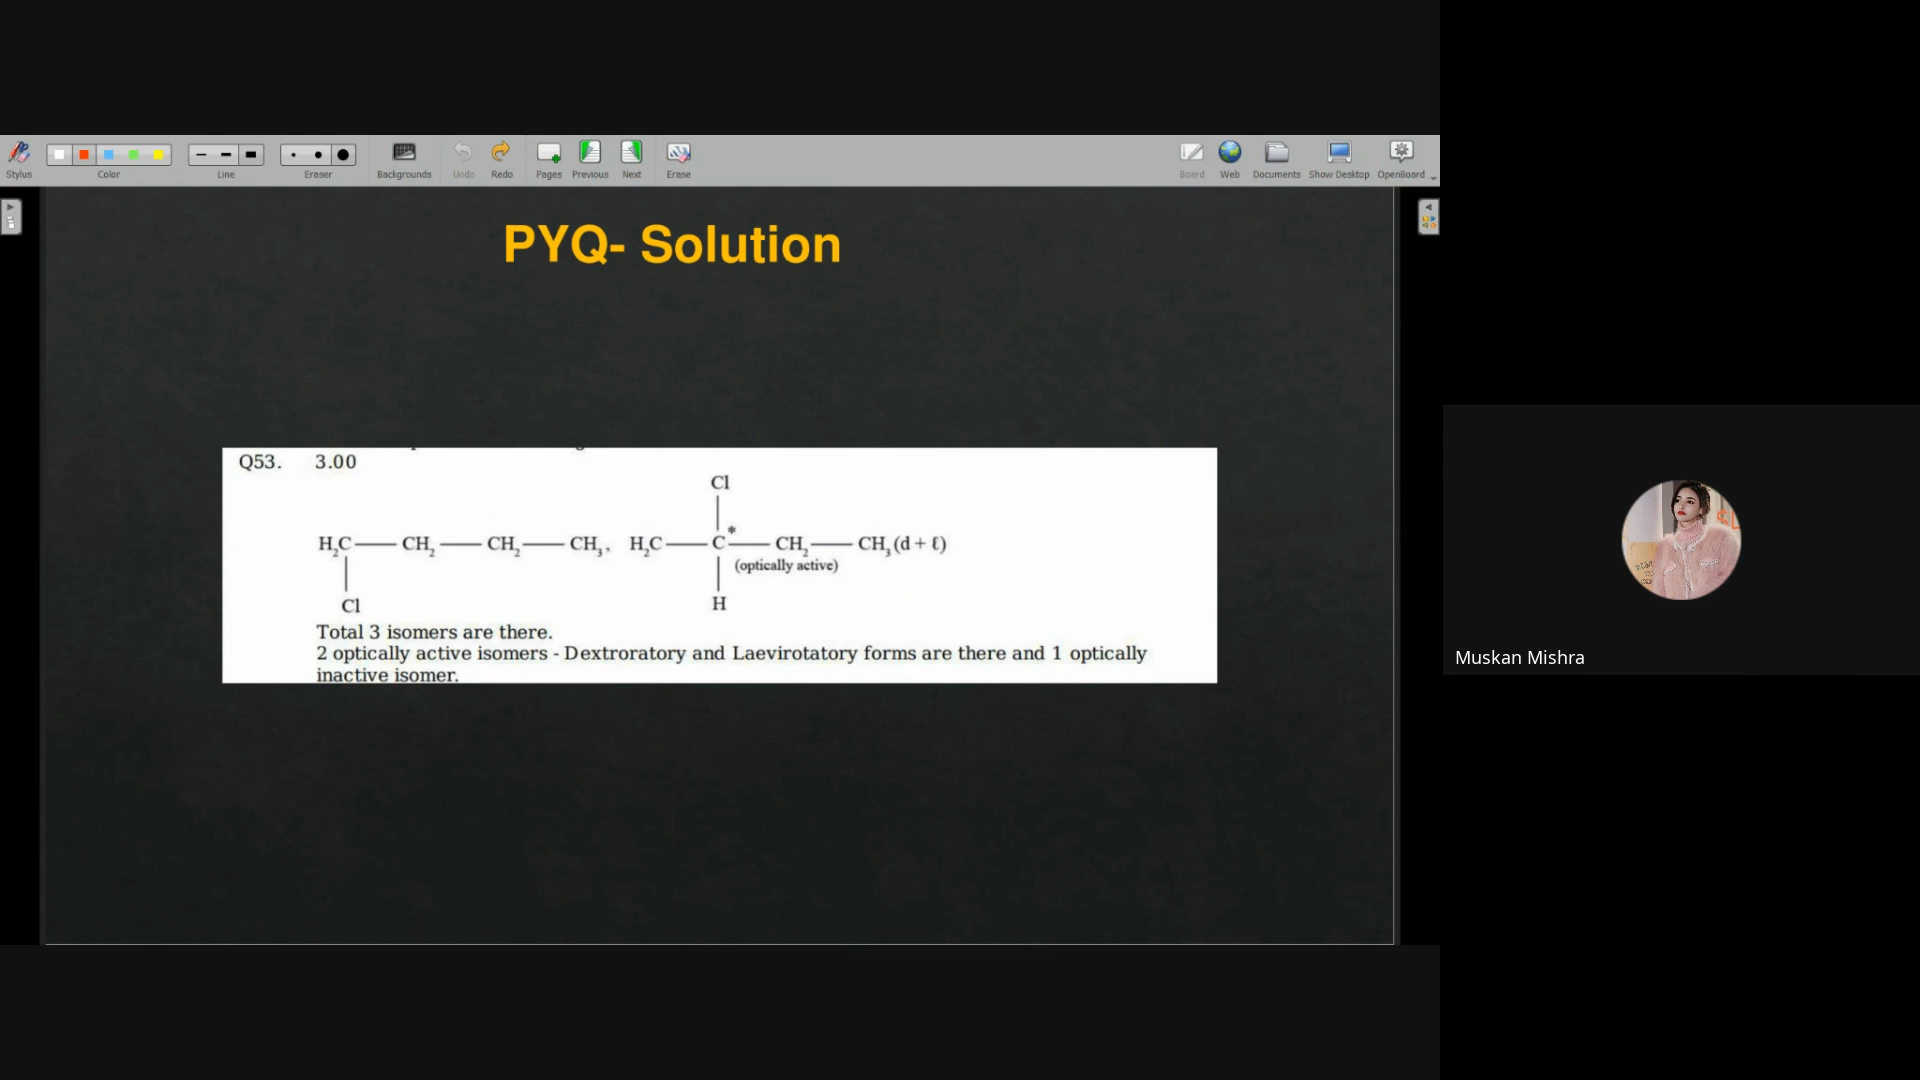 Stylus Color Line Eraser Backgrounds Undo Redo Pages Previous Next Erase Board Web Documents Show Desktop OpenBoard
PYQ- Solution
Q53. 3.00
Cl
H₂C — CH₂ — CH₂ — CH₃, H₂C — C* — CH₂ — CH₃ (d + ℓ)
(optically active)
Cl H
Total 3 isomers are there.
2 optically active isomers - Dextroratory and Laevirotatory forms are there and 1 optically
inactive isomer.
Muskan Mishra